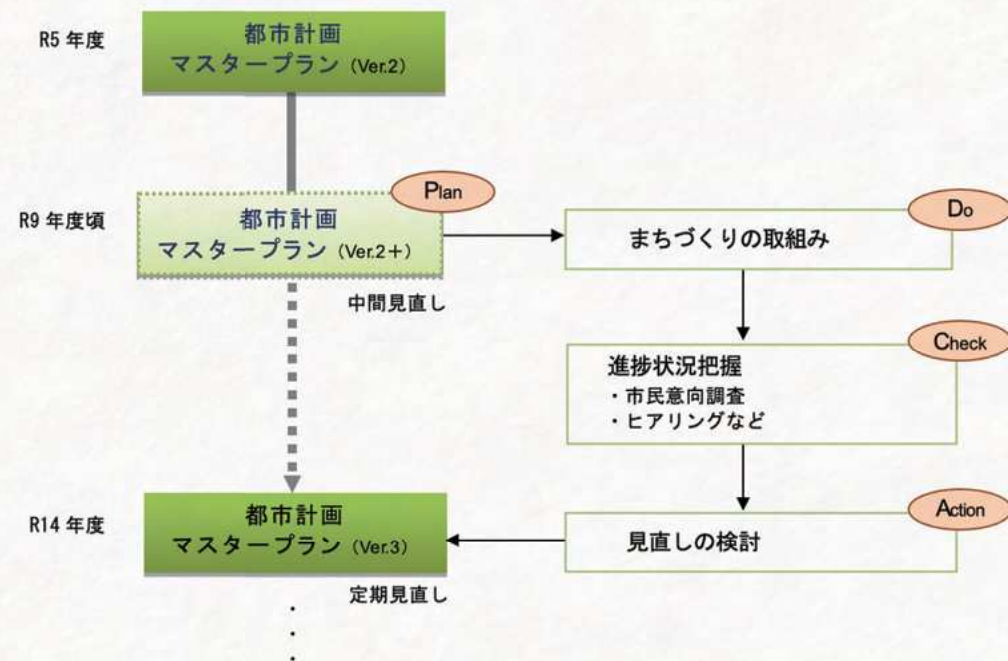 R5 年度
都市計画
マスタープラン（Ver.2）
R9 年度頃
都市計画
マスタープラン（Ver.2＋）
Plan
中間見直し
まちづくりの取組み
Do
進捗状況把握
・市民意向調査
・ヒアリングなど
Check
R14 年度
都市計画
マスタープラン（Ver.3）
定期見直し
見直しの検討
Action